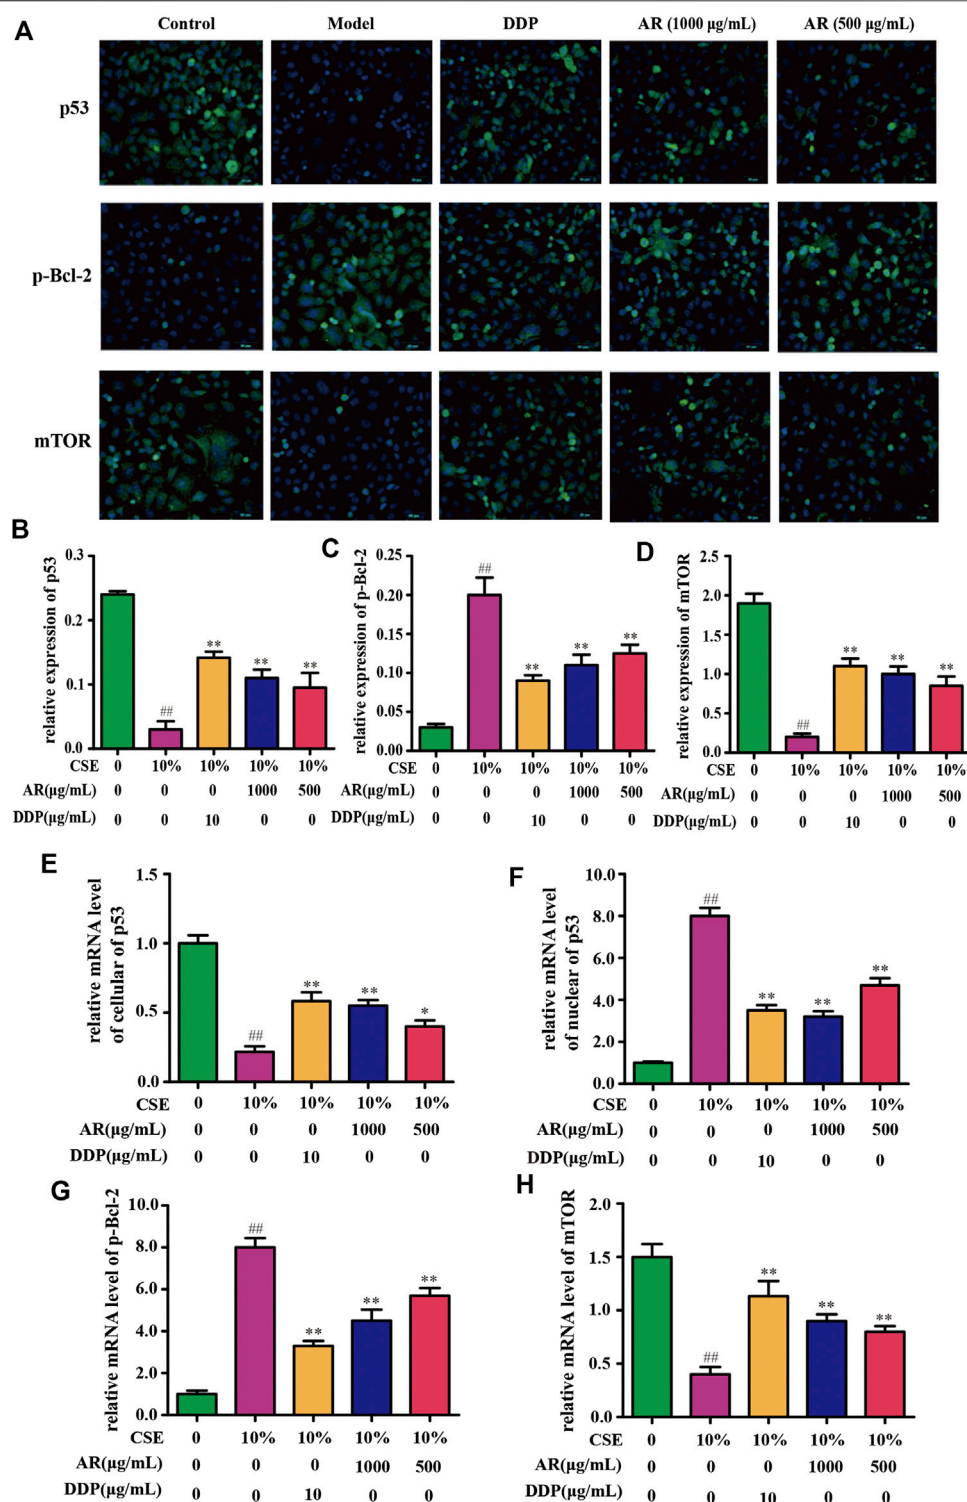 A
Control Model DDP AR (1000 µg/mL) AR (500 µg/mL)
p53
p-Bcl-2
mTOR
B
relative expression of p53
0.3
0.2
0.1
0.0
## ** ** **
CSE 0 10% 10% 10% 10%
AR(µg/mL) 0 0 0 1000 500
DDP(µg/mL) 0 0 10 0 0
C
relative expression of p-Bcl-2
0.25
0.20
0.15
0.10
0.05
0.00
## ** ** **
CSE 0 10% 10% 10% 10%
AR(µg/mL) 0 0 0 1000 500
DDP(µg/mL) 0 0 10 0 0
D
relative expression of mTOR
2.0
1.5
1.0
0.5
0.0
## ** ** **
CSE 0 10% 10% 10% 10%
AR(µg/mL) 0 0 0 1000 500
DDP(µg/mL) 0 0 10 0 0
E
relative mRNA level
of cellular of p53
1.5
1.0
0.5
0.0
## ** ** *
CSE 0 10% 10% 10% 10%
AR(µg/mL) 0 0 0 1000 500
DDP(µg/mL) 0 0 10 0 0
F
relative mRNA level
of nuclear of p53
10.0
8.0
6.0
4.0
2.0
0.0
## ** ** **
CSE 0 10% 10% 10% 10%
AR(µg/mL) 0 0 0 1000 500
DDP(µg/mL) 0 0 10 0 0
G
relative mRNA level of p-Bcl-2
10.0
8.0
6.0
4.0
2.0
0.0
## ** ** **
CSE 0 10% 10% 10% 10%
AR(µg/mL) 0 0 0 1000 500
DDP(µg/mL) 0 0 10 0 0
H
relative mRNA level of mTOR
2.0
1.5
1.0
0.5
0.0
## ** ** **
CSE 0 10% 10% 10% 10%
AR(µg/mL) 0 0 0 1000 500
DDP(µg/mL) 0 0 10 0 0